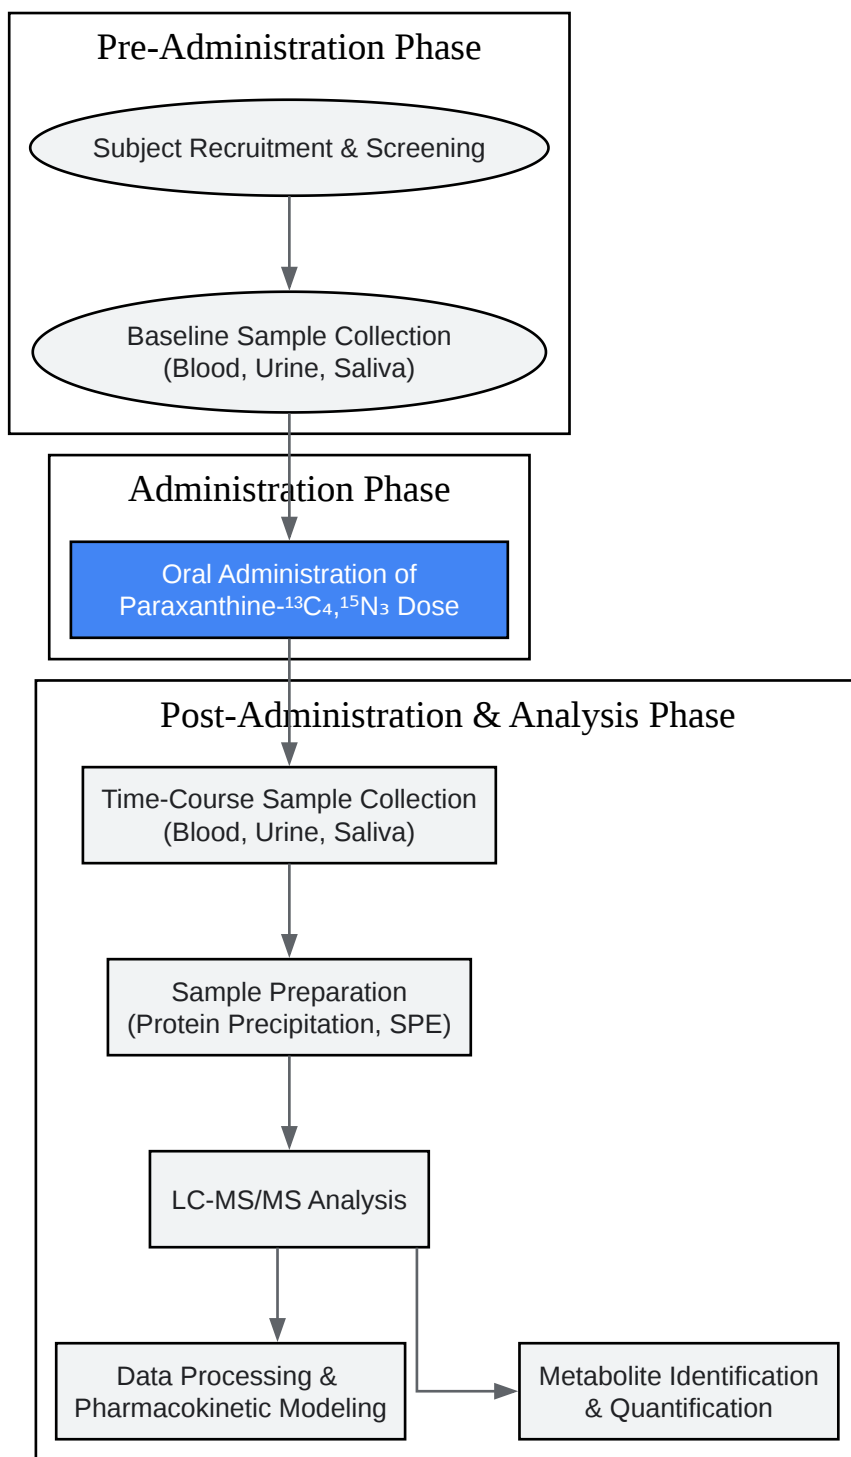 Pre-Administration Phase
Subject Recruitment & Screening
Baseline Sample Collection
(Blood, Urine, Saliva)
Administration Phase
Oral Administration of
Paraxanthine-¹³C₄,¹⁵N₃ Dose
Post-Administration & Analysis Phase
Time-Course Sample Collection
(Blood, Urine, Saliva)
Sample Preparation
(Protein Precipitation, SPE)
LC-MS/MS Analysis
Data Processing &
Pharmacokinetic Modeling
Metabolite Identification
& Quantification